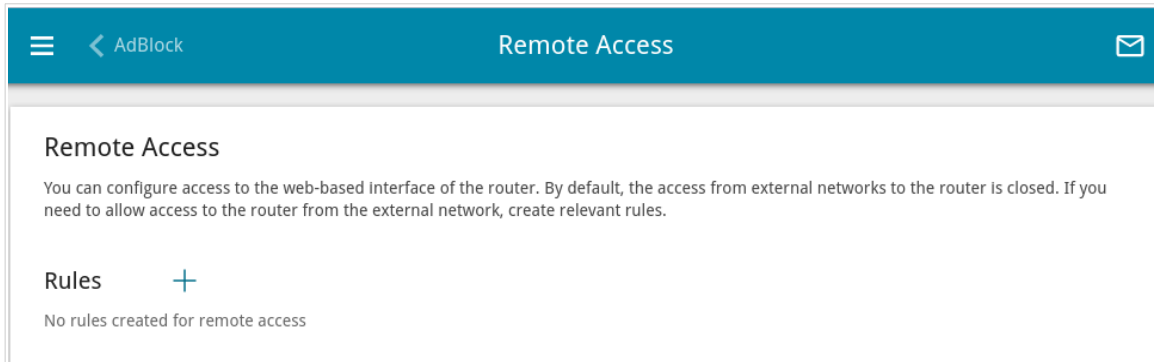 AdBlock
Remote Access
Remote Access
You can configure access to the web-based interface of the router. By default, the access from external networks to the router is closed. If you
need to allow access to the router from the external network, create relevant rules.
Rules
No rules created for remote access